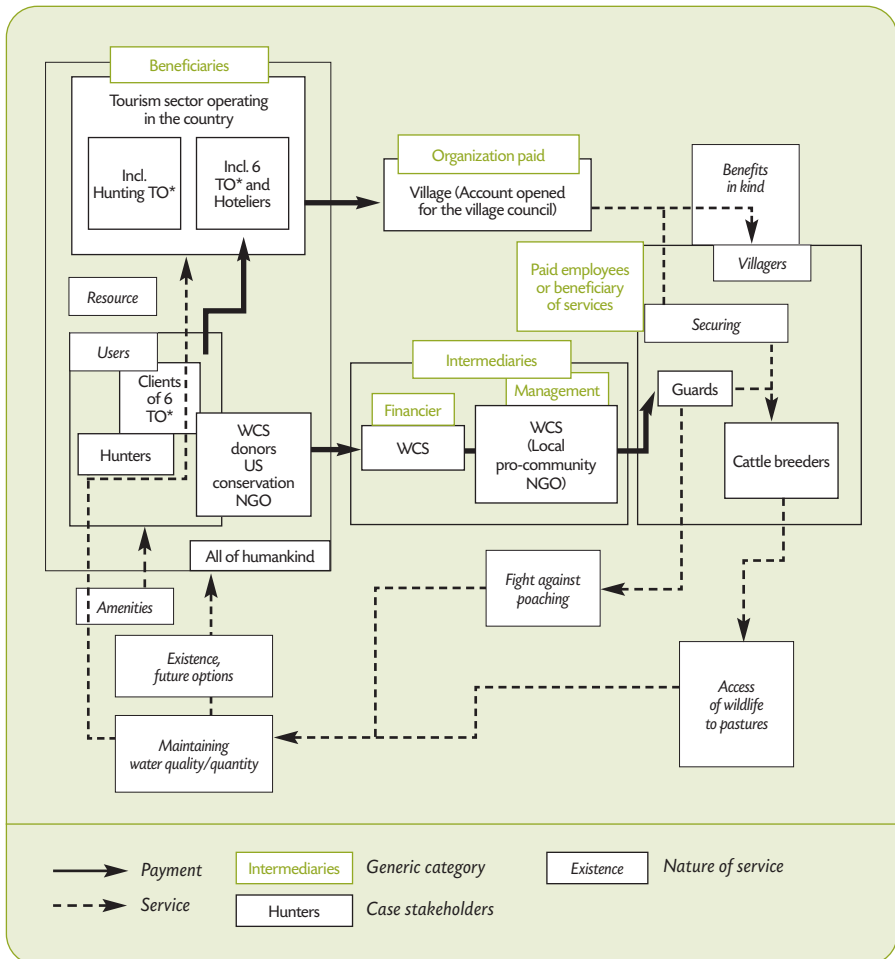 Beneficiaries
Tourism sector operating
in the country
Incl.
Hunting TO*
Incl. 6
TO* and
Hoteliers
Organization paid
Village (Account opened
for the village council)
Benefits
in kind
Villagers
Paid employees
or beneficiary
of services
Securing
Resource
Users
Clients
of 6
TO*
Hunters
WCS
donors
US
conservation
NGO
All of humankind
Intermediaries
Financier
WCS
Management
WCS
(Local
pro-community
NGO)
Guards
Cattle breeders
Amenities
Existence,
future options
Maintaining
water quality/quantity
Fight against
poaching
Access
of wildlife
to pastures
Payment
Service
Intermediaries
Generic category
Hunters
Case stakeholders
Existence
Nature of service